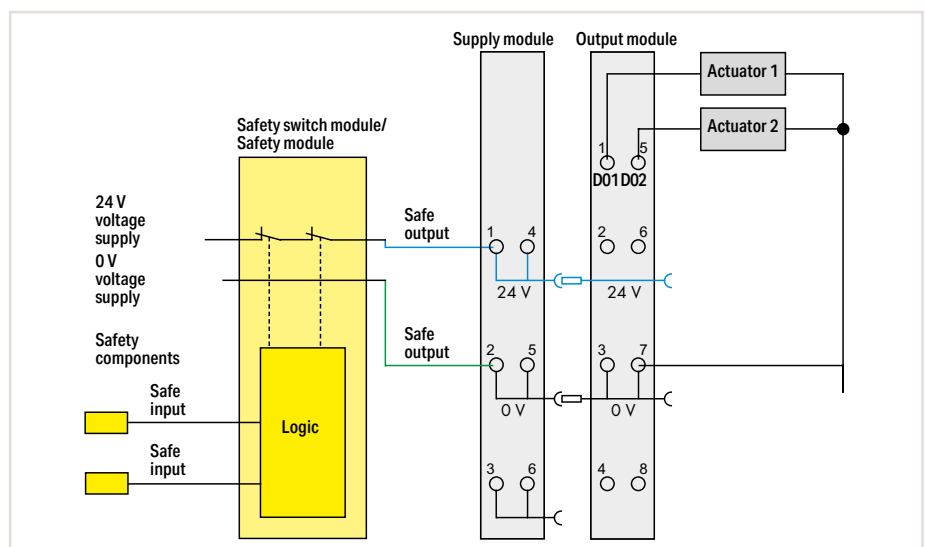 Supply module
Output module
Actuator 1
Actuator 2
Safety switch module/
Safety module
1 5
D01 D02
24 V
voltage
supply
Safe
output
1 4
2 6
0 V
voltage
supply
24 V
24 V
Safety
components
Safe
output
2 5
3 7
0 V
0 V
Safe
input
Logic
Safe
input
3 6
4 8